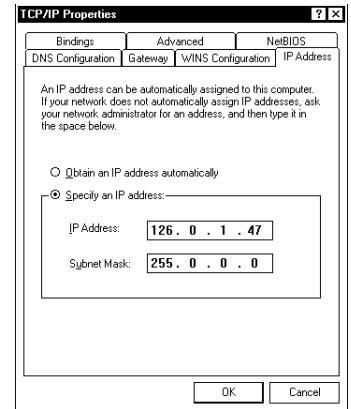 TCP/IP Properties
Bindings Advanced NetBIOS
DNS Configuration Gateway WINS Configuration IP Address
An IP address can be automatically assigned to this computer.
If your network does not automatically assign IP addresses, ask
your network administrator for an address, and then type it in
the space below.
Obtain an IP address automatically
Specify an IP address:
IP Address: 126 . 0 . 1 . 47
Subnet Mask: 255 . 0 . 0 . 0
OK Cancel